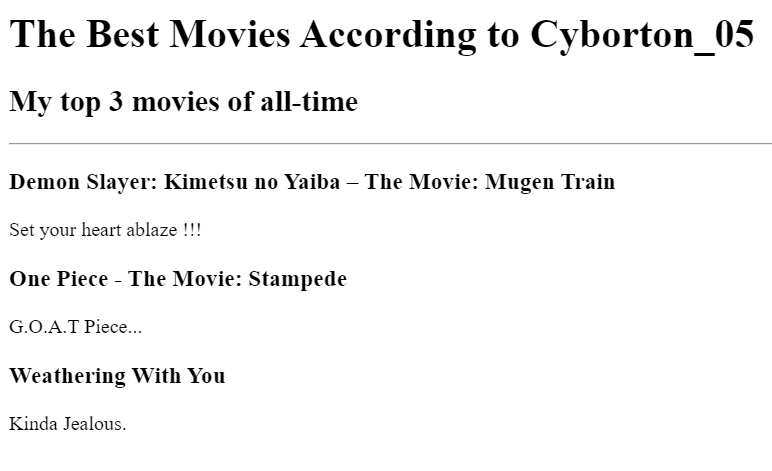 The Best Movies According to Cyborton_05
My top 3 movies of all-time
Demon Slayer: Kimetsu no Yaiba – The Movie: Mugen Train
Set your heart ablaze !!!
One Piece - The Movie: Stampede
G.O.A.T Piece...
Weathering With You
Kinda Jealous.